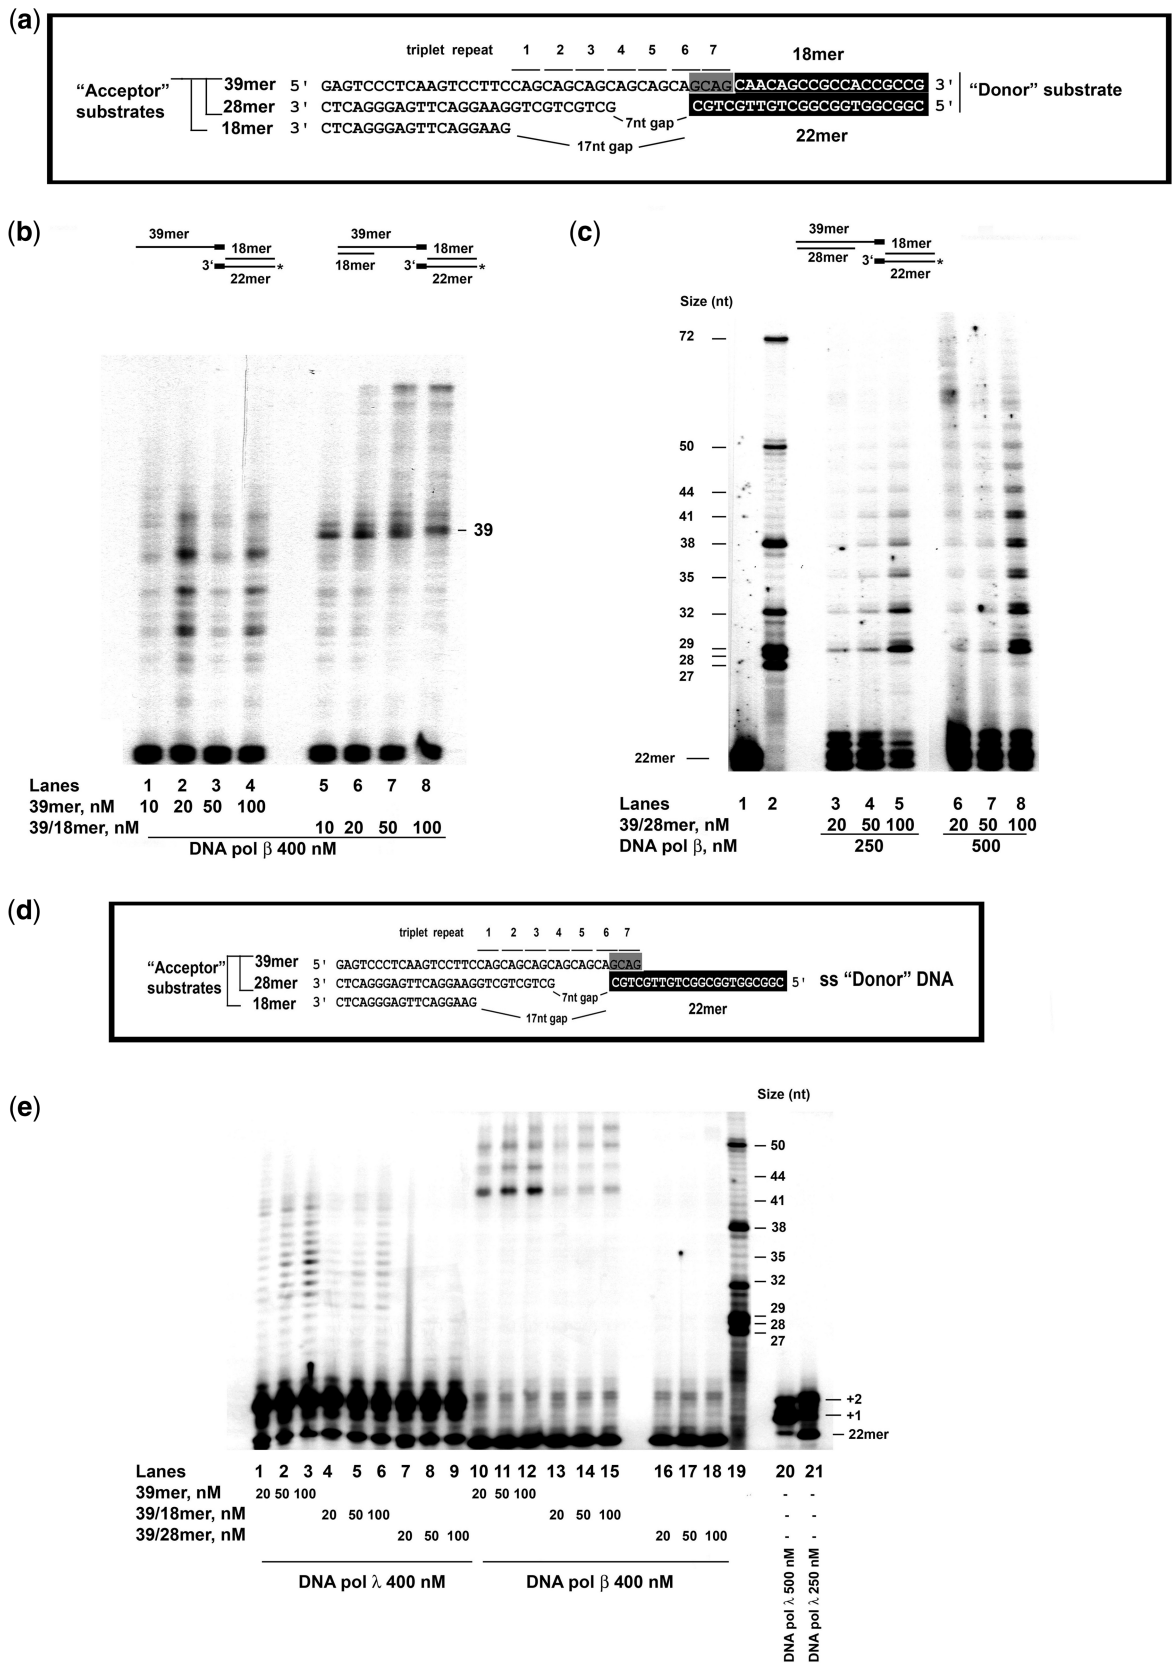 (a)
triplet repeat 1 2 3 4 5 6 7 18mer
"Acceptor" substrates
39mer 5' GAGTCCCTCAAGTCCTTCCAGCAGCAGCAGCAGCAGCAG CAACAGCCGCCACCGCCG 3'
28mer 3' CTCAGGGAGTTCAGGAAGGTCGTCGTCG 7nt gap CGTCGTTGTCGGCGGTGGCGGC 5'
18mer 3' CTCAGGGAGTTCAGGAAG 17nt gap 22mer
"Donor" substrate
(b)
39mer 39mer
18mer 18mer 18mer
3' 22mer * 3' 22mer *
– 39
Lanes 1 2 3 4 5 6 7 8
39mer, nM 10 20 50 100
39/18mer, nM 10 20 50 100
DNA pol β 400 nM
(c)
39mer
28mer 18mer
3' 22mer *
Size (nt)
72
50
44
41
38
35
32
29
28
27
22mer
Lanes 1 2 3 4 5 6 7 8
39/28mer, nM 20 50 100 20 50 100
DNA pol β, nM 250 500
(d)
triplet repeat 1 2 3 4 5 6 7
"Acceptor" substrates
39mer 5' GAGTCCCTCAAGTCCTTCCAGCAGCAGCAGCAGCAGCAG
28mer 3' CTCAGGGAGTTCAGGAAGGTCGTCGTCG 7nt gap CGTCGTTGTCGGCGGTGGCGGC 5' ss "Donor" DNA
18mer 3' CTCAGGGAGTTCAGGAAG 17nt gap 22mer
(e)
Size (nt)
50
44
41
38
35
32
29
28
27
+2
+1
22mer
Lanes 1 2 3 4 5 6 7 8 9 10 11 12 13 14 15 16 17 18 19 20 21
39mer, nM 20 50 100 20 50 100 - -
39/18mer, nM 20 50 100 20 50 100 - -
39/28mer, nM 20 50 100 20 50 100 - -
DNA pol λ 400 nM DNA pol β 400 nM
DNA pol λ 500 nM
DNA pol λ 250 nM